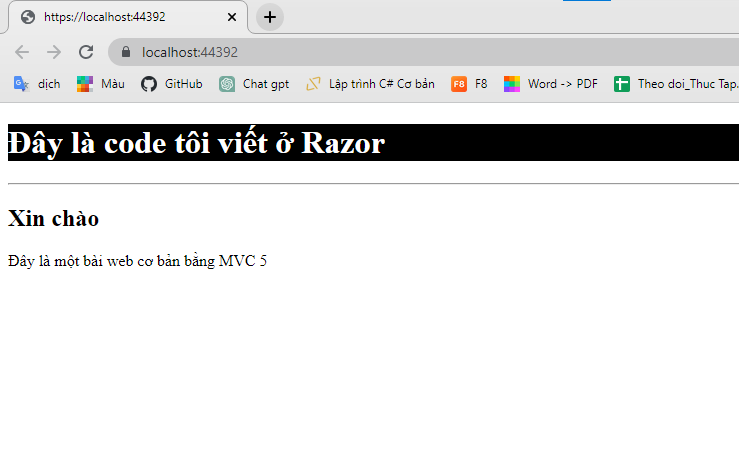 https://localhost:44392
localhost:44392
dịch Màu GitHub Chat gpt Lập trình C# Cơ bản F8 F8 Word -> PDF Theo doi_Thuc Tap.
Đây là code tôi viết ở Razor
Xin chào
Đây là một bài web cơ bản bằng MVC 5